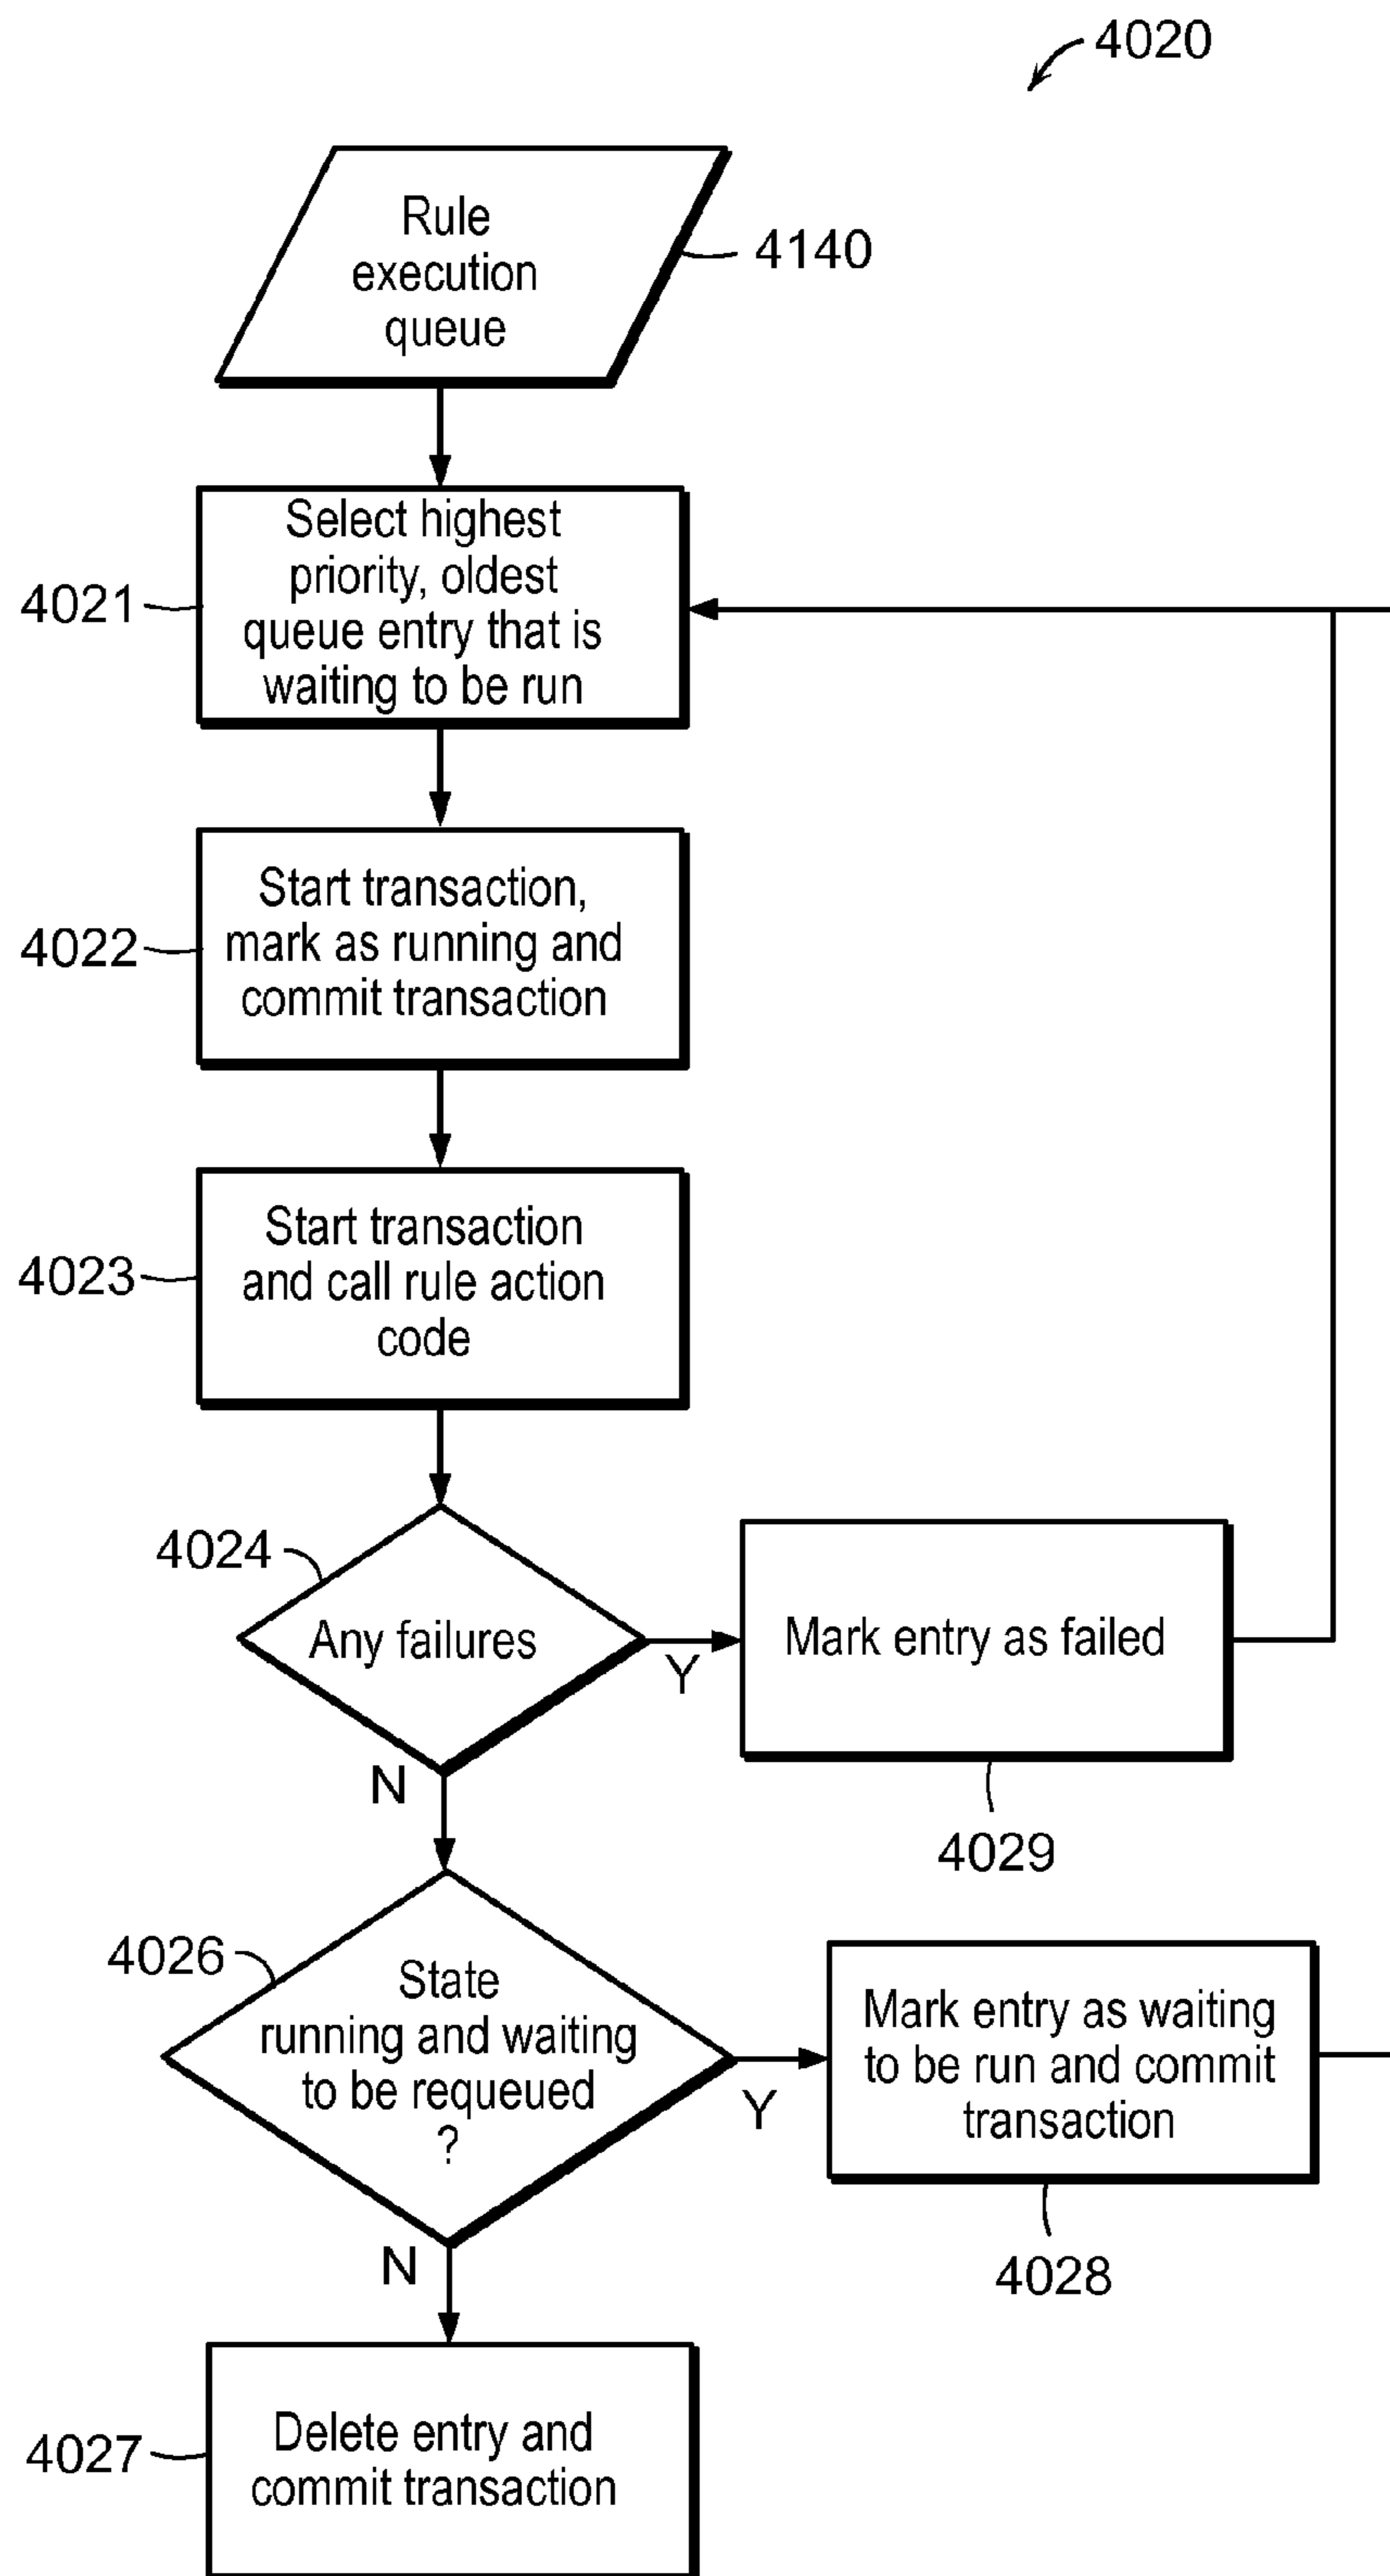 4020
Rule
execution
queue
4140
Select highest
priority, oldest
queue entry that is
waiting to be run
4021
Start transaction,
mark as running and
commit transaction
4022
Start transaction
and call rule action
code
4023
4024
Any failures
Y
Mark entry as failed
4029
N
4026
State
running and waiting
to be requeued
?
Y
Mark entry as waiting
to be run and commit
transaction
4028
N
Delete entry and
commit transaction
4027